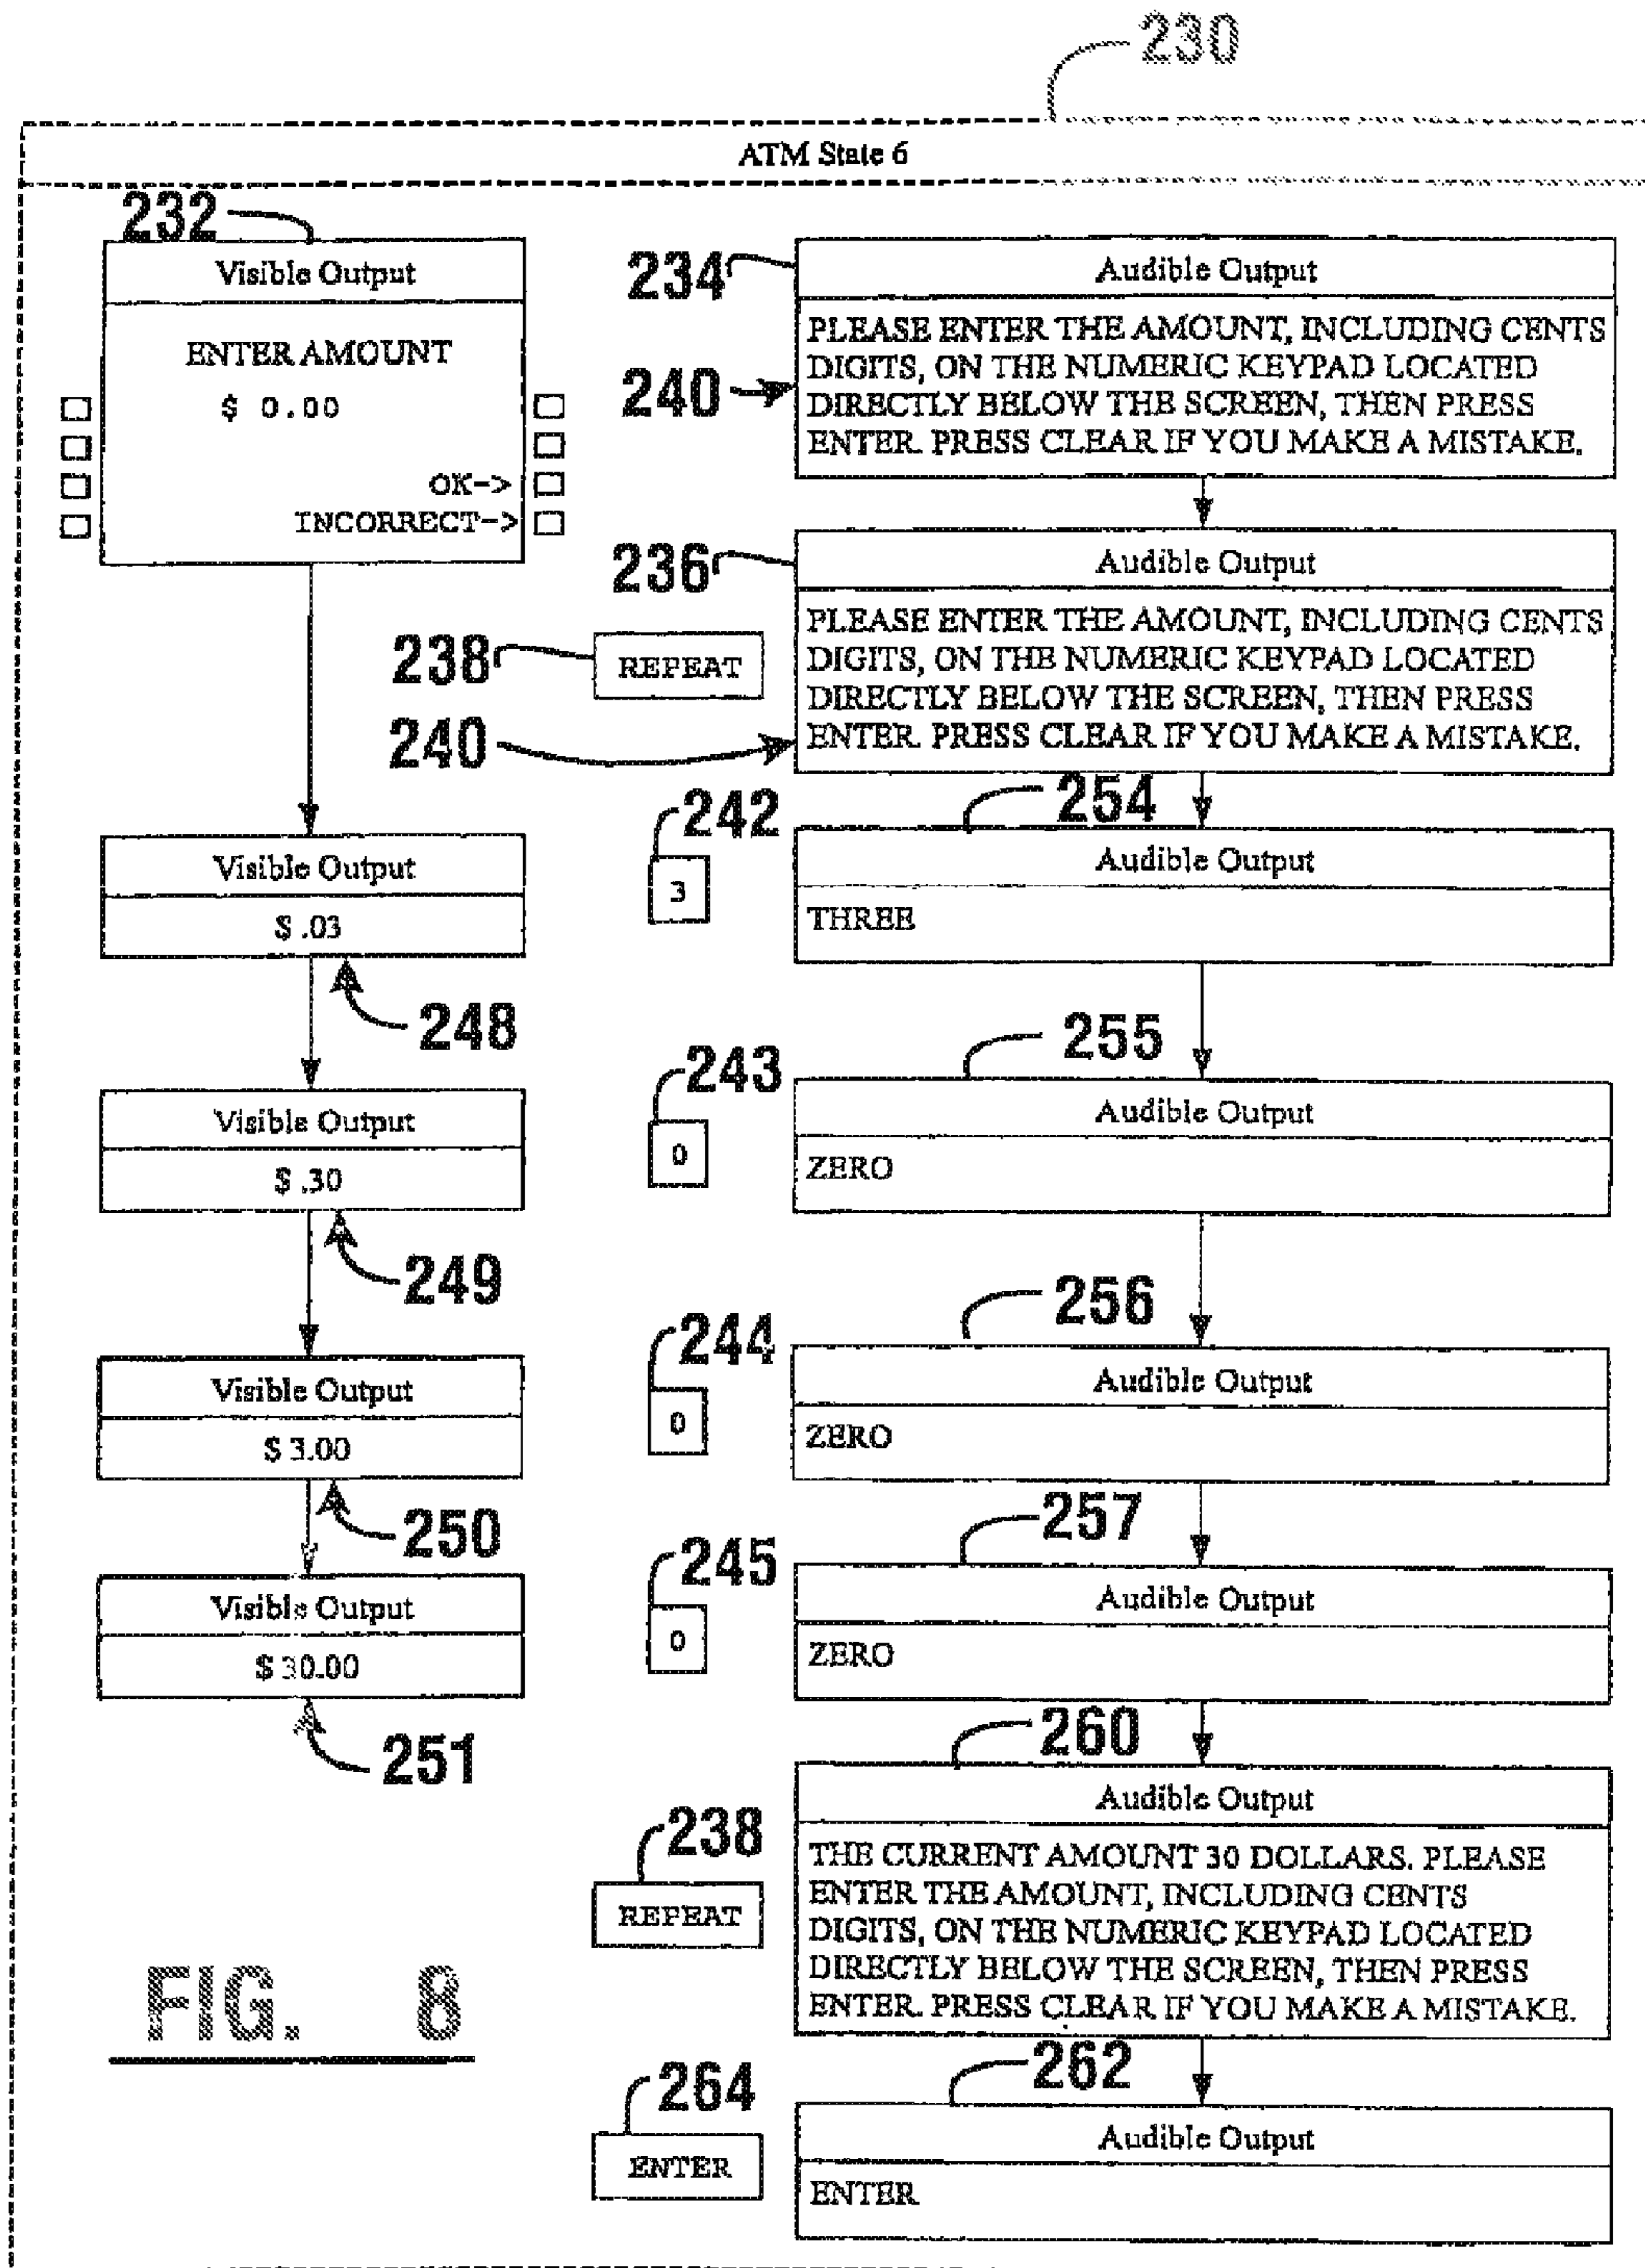 230
ATM State 6
232
Visible Output
ENTER AMOUNT
$ 0.00
OK->
INCORRECT->
234
Audible Output
240
PLEASE ENTER THE AMOUNT, INCLUDING CENTS
DIGITS, ON THE NUMERIC KEYPAD LOCATED
DIRECTLY BELOW THE SCREEN, THEN PRESS
ENTER. PRESS CLEAR IF YOU MAKE A MISTAKE.
236
Audible Output
238
REPEAT
240
PLEASE ENTER THE AMOUNT, INCLUDING CENTS
DIGITS, ON THE NUMERIC KEYPAD LOCATED
DIRECTLY BELOW THE SCREEN, THEN PRESS
ENTER. PRESS CLEAR IF YOU MAKE A MISTAKE.
Visible Output
$ .03
248
242
3
254
Audible Output
THREE
Visible Output
$ .30
249
243
0
255
Audible Output
ZERO
Visible Output
$ 3.00
250
244
0
256
Audible Output
ZERO
Visible Output
$ 30.00
251
245
0
257
Audible Output
ZERO
260
Audible Output
238
REPEAT
THE CURRENT AMOUNT 30 DOLLARS. PLEASE
ENTER THE AMOUNT, INCLUDING CENTS
DIGITS, ON THE NUMERIC KEYPAD LOCATED
DIRECTLY BELOW THE SCREEN, THEN PRESS
ENTER. PRESS CLEAR IF YOU MAKE A MISTAKE.
FIG. 8
264
ENTER
262
Audible Output
ENTER